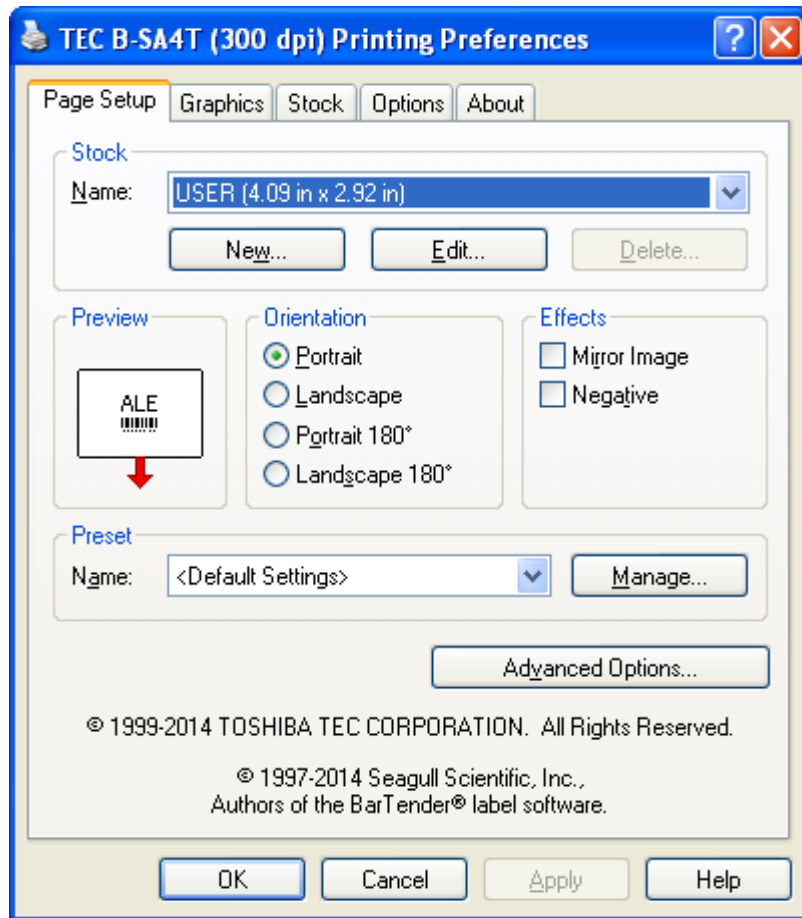 TEC B-SA4T (300 dpi) Printing Preferences
Page Setup Graphics Stock Options About
Stock
Name: USER (4.09 in x 2.92 in)
New... Edit... Delete...
Preview Orientation Effects
Portrait Mirror Image
Landscape Negative
ALE
Portrait 180°
Landscape 180°
Preset
Name: <Default Settings> Manage...
Advanced Options...
© 1999-2014 TOSHIBA TEC CORPORATION. All Rights Reserved.
© 1997-2014 Seagull Scientific, Inc.,
Authors of the BarTender® label software.
OK Cancel Apply Help